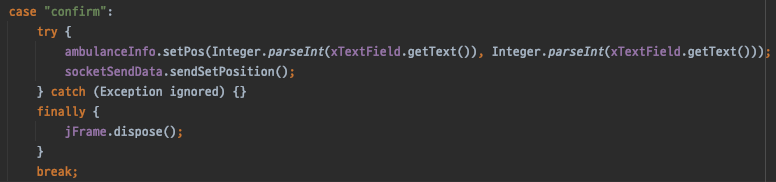 case "confirm":
try {
ambulanceInfo.setPos(Integer.parseInt(xTextField.getText()), Integer.parseInt(xTextField.getText()));
socketSendData.sendSetPosition();
} catch (Exception ignored) {}
finally {
jFrame.dispose();
}
break;